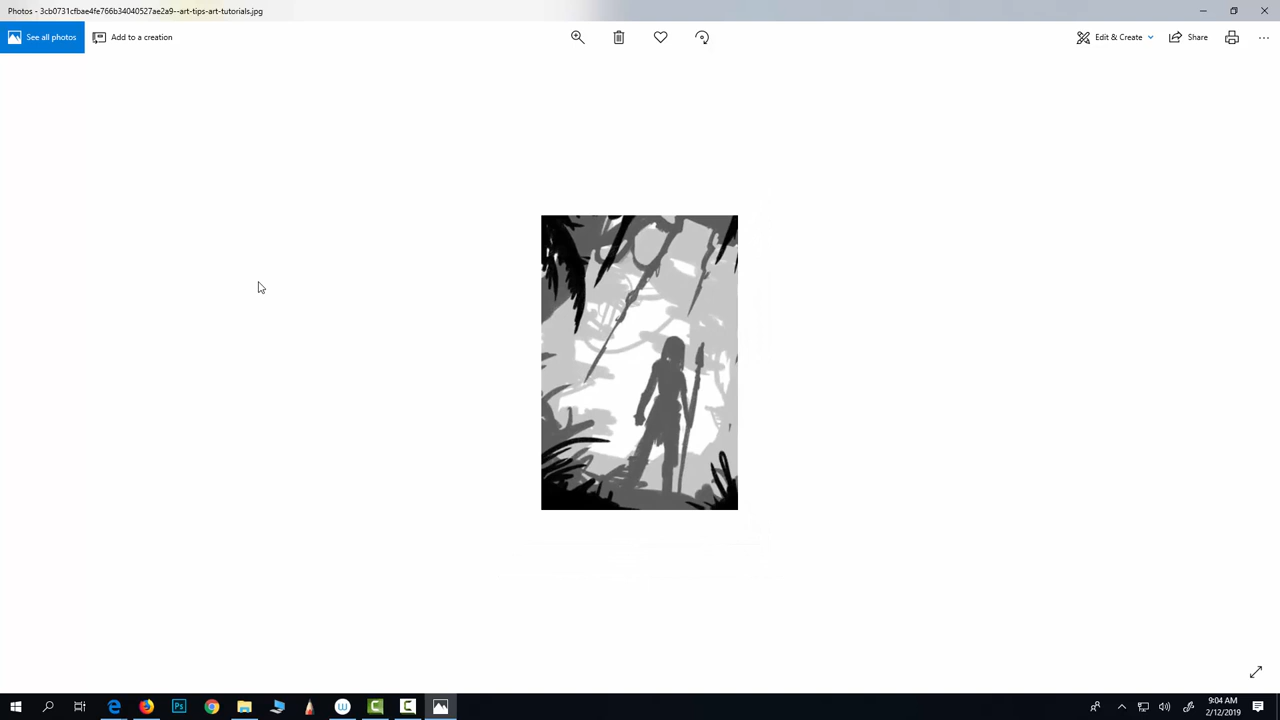 Photos - 3cb0731cfbae4fe766b34040527ae2a9--art-tips-art-tutorials.jpg
See all photos
Add to a creation
Edit & Create
Share
Ps
W
C
C
9:04 AM
2/12/2019